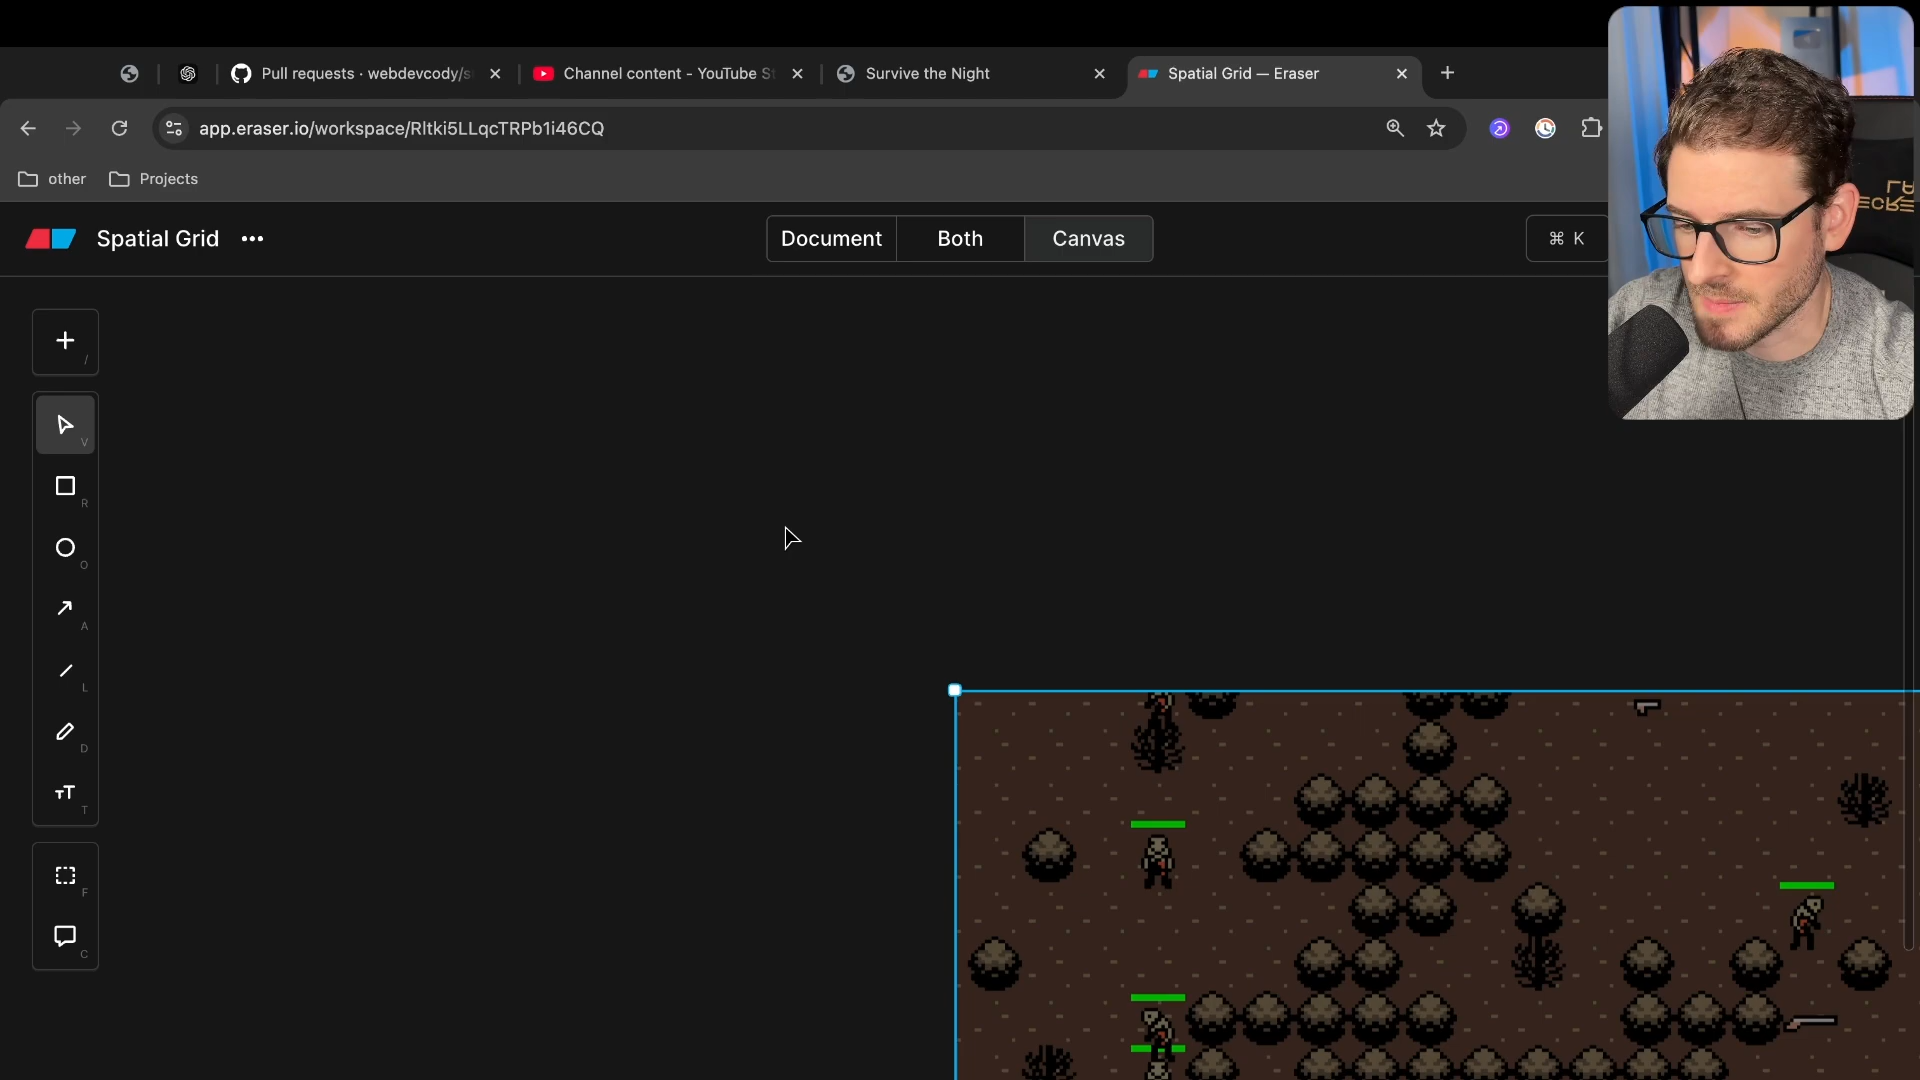 Pull requests · webdevcody/s
Channel content - YouTube St
Survive the Night
Spatial Grid — Eraser
app.eraser.io/workspace/Rltki5LLqcTRPb1i46CQ
other
Projects
Spatial Grid
Document
Both
Canvas
⌘ K
/
V
R
O
A
L
D
T
F
C